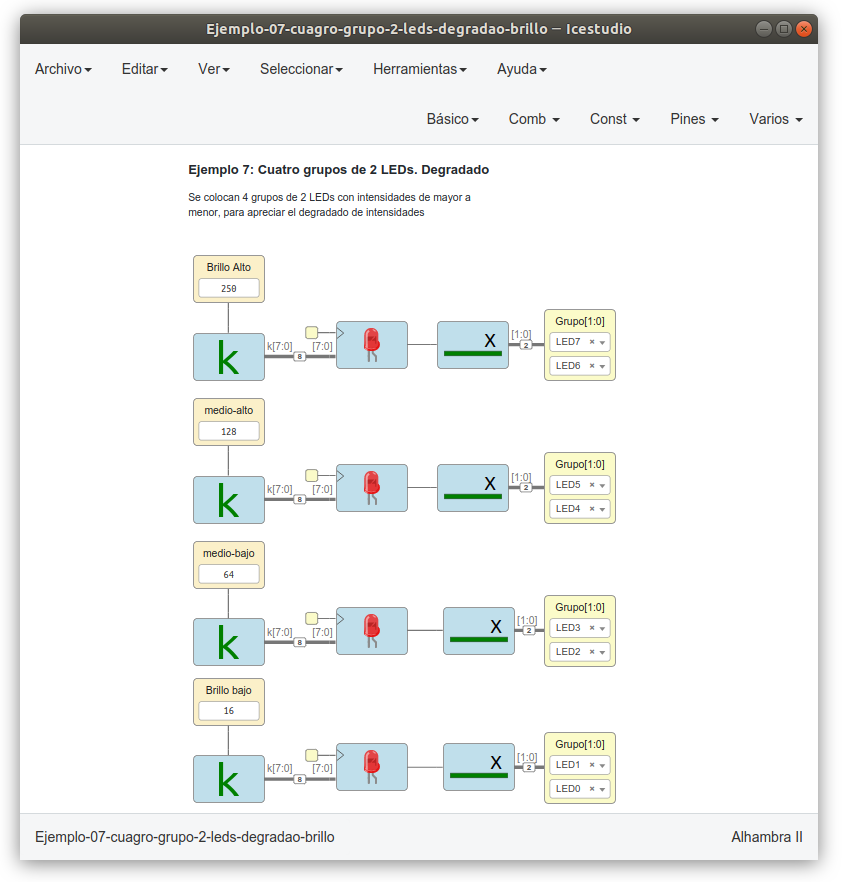 Ejemplo-07-cuagro-grupo-2-leds-degradao-brillo — Icestudio
Archivo Editar Ver Seleccionar Herramientas Ayuda
Básico Comb Const Pines Varios
Ejemplo 7: Cuatro grupos de 2 LEDs. Degradado
Se colocan 4 grupos de 2 LEDs con intensidades de mayor a
menor, para apreciar el degradado de intensidades
Brillo Alto
250
k
k[7:0]
8
[7:0]
x
[1:0]
2
Grupo[1:0]
LED7
LED6
medio-alto
128
k
k[7:0]
8
[7:0]
x
[1:0]
2
Grupo[1:0]
LED5
LED4
medio-bajo
64
k
k[7:0]
8
[7:0]
x
[1:0]
2
Grupo[1:0]
LED3
LED2
Brillo bajo
16
k
k[7:0]
8
[7:0]
x
[1:0]
2
Grupo[1:0]
LED1
LED0
Ejemplo-07-cuagro-grupo-2-leds-degradao-brillo
Alhambra II